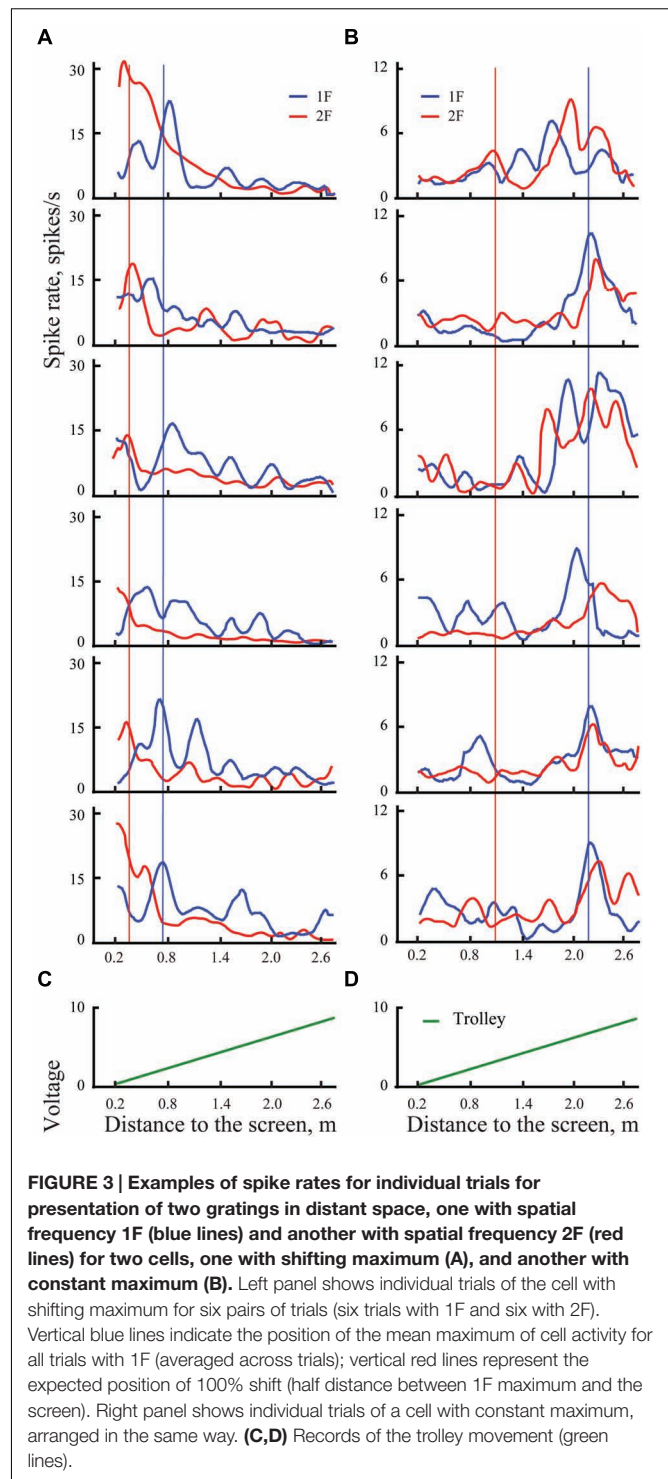 A
B
30
15
0
1F
2F
12
6
0
1F
2F
30
15
0
12
6
0
30
15
0
12
6
0
30
15
0
12
6
0
30
15
0
12
6
0
30
15
0
12
6
0
Spike rate, spikes/s
0.2 0.8 1.4 2.0 2.6
0.2 0.8 1.4 2.0 2.6
C
D
10
0
10
0
Trolley
Voltage
0.2 0.8 1.4 2.0 2.6
0.2 0.8 1.4 2.0 2.6
Distance to the screen, m
Distance to the screen, m
FIGURE 3 | Examples of spike rates for individual trials for
presentation of two gratings in distant space, one with spatial
frequency 1F (blue lines) and another with spatial frequency 2F (red
lines) for two cells, one with shifting maximum (A), and another with
constant maximum (B). Left panel shows individual trials of the cell with
shifting maximum for six pairs of trials (six trials with 1F and six with 2F).
Vertical blue lines indicate the position of the mean maximum of cell activity for
all trials with 1F (averaged across trials); vertical red lines represent the
expected position of 100% shift (half distance between 1F maximum and the
screen). Right panel shows individual trials of a cell with constant maximum,
arranged in the same way. (C,D) Records of the trolley movement (green
lines).